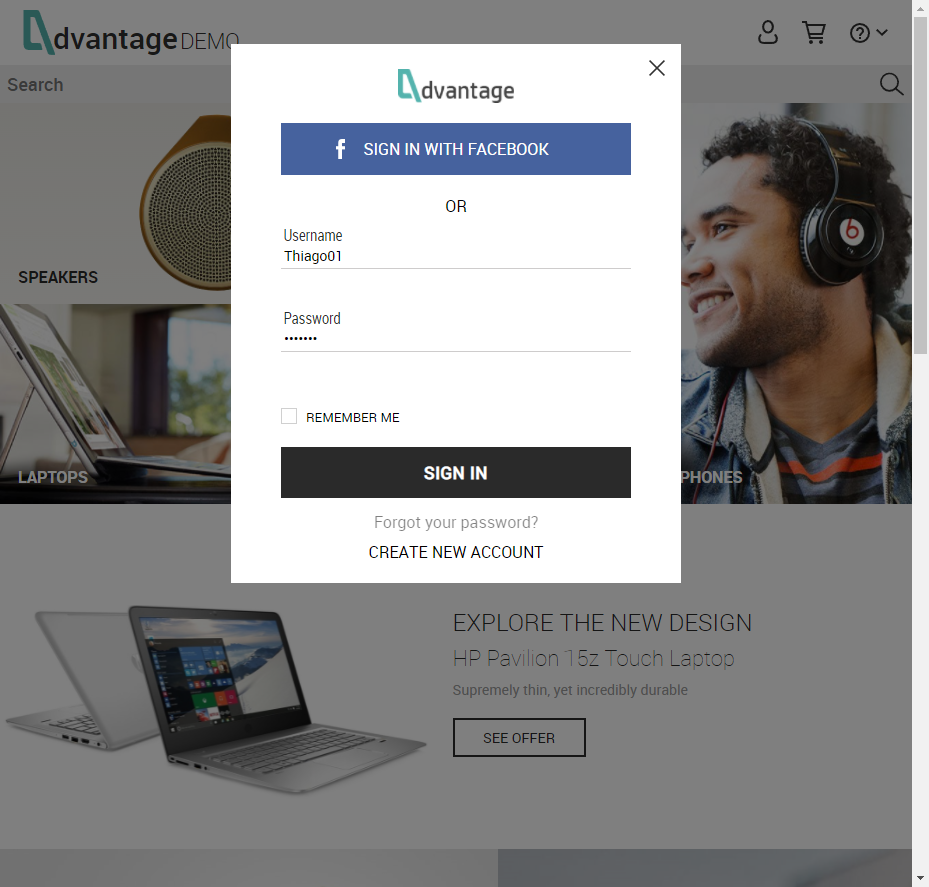 dvantage DEMO
Search
dvantage
SIGN IN WITH FACEBOOK
OR
Username
Thiago01
SPEAKERS
Password
•••••••
REMEMBER ME
SIGN IN
LAPTOPS
PHONES
Forgot your password?
CREATE NEW ACCOUNT
EXPLORE THE NEW DESIGN
HP Pavilion 15z Touch Laptop
Supremely thin, yet incredibly durable
SEE OFFER